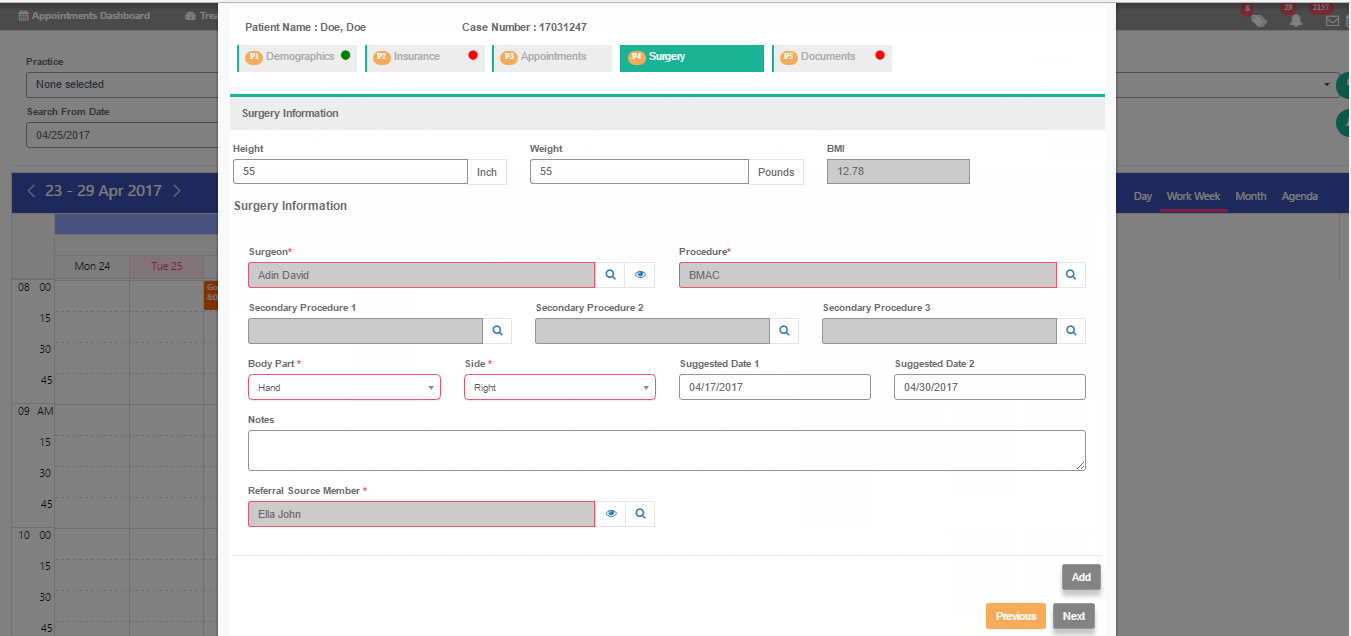 Appointments Dashboard Trea 8 29 2157
Patient Name : Doe, Doe Case Number : 17031247
P1 Demographics P2 Insurance P3 Appointments P4 Surgery P5 Documents
Practice
None selected
Search From Date
04/25/2017
Surgery Information
Height Weight BMI
55 Inch 55 Pounds 12.78
23 - 29 Apr 2017 Day Work Week Month Agenda
Surgery Information
Surgeon* Procedure*
Adin David BMAC
Mon 24 Tue 25
Secondary Procedure 1 Secondary Procedure 2 Secondary Procedure 3
Body Part * Side * Suggested Date 1 Suggested Date 2
Hand Right 04/17/2017 04/30/2017
Notes
Referral Source Member *
Ella John
08 00
Go
8:0
15
30
45
09 AM
15
30
45
10 00
15
30
45
Add
Previous Next